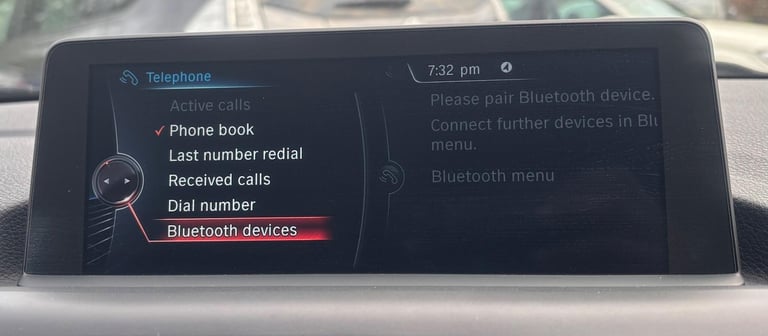 Telephone
Active calls
Phone book
Last number redial
Received calls
Dial number
Bluetooth devices
7:32 pm
Please pair Bluetooth device.
Connect further devices in Blu
menu.
Bluetooth menu